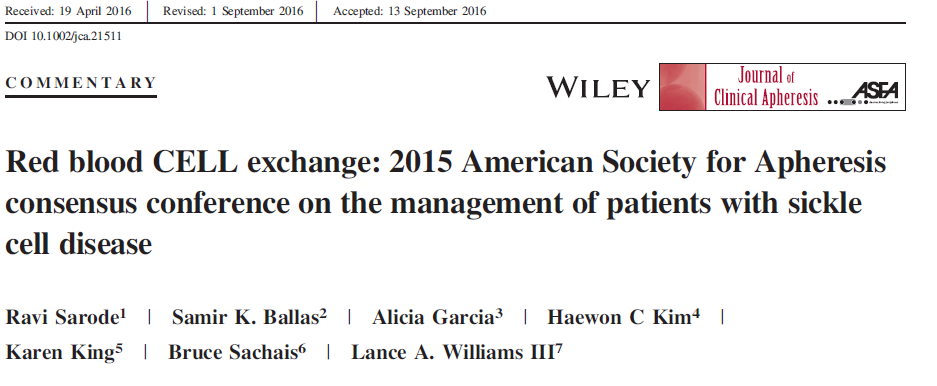 Received: 19 April 2016 | Revised: 1 September 2016 | Accepted: 13 September 2016
DOI 10.1002/jca.21511
COMMENTARY
WILEY
Journal of
Clinical Apheresis
ASFA
Red blood CELL exchange: 2015 American Society for Apheresis
consensus conference on the management of patients with sickle
cell disease
Ravi Sarode¹ | Samir K. Ballas² | Alicia Garcia³ | Haewon C Kim⁴ |
Karen King⁵ | Bruce Sachais⁶ | Lance A. Williams III⁷